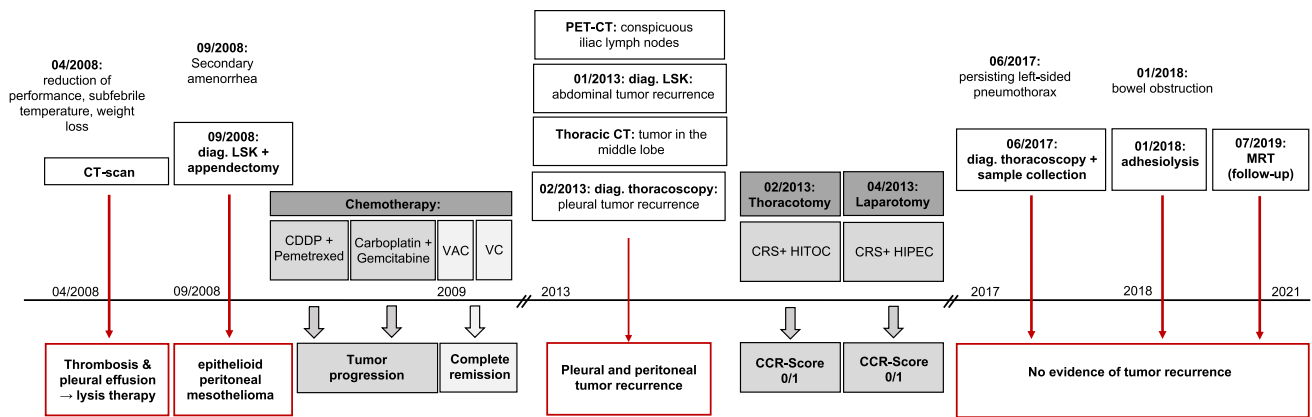 04/2008:
reduction of
performance, subfebrile
temperature, weight
loss
CT-scan
09/2008:
Secondary
amenorrhea
09/2008:
diag. LSK +
appendectomy
Chemotherapy:
CDDP +
Pemetrexed
Carboplatin +
Gemcitabine
VAC
VC
PET-CT: conspicuous
iliac lymph nodes
01/2013: diag. LSK:
abdominal tumor recurrence
Thoracic CT: tumor in the
middle lobe
02/2013: diag. thoracoscopy:
pleural tumor recurrence
02/2013:
Thoracotomy
04/2013:
Laparotomy
CRS+ HITOC
CRS+ HIPEC
06/2017:
persisting left-sided
pneumothorax
06/2017:
diag. thoracoscopy +
sample collection
01/2018:
bowel obstruction
01/2018:
adhesiolysis
07/2019:
MRT
(follow-up)
04/2008
09/2008
2009
2013
2017
2018
2021
Thrombosis &
pleural effusion
→ lysis therapy
epithelioid
peritoneal
mesothelioma
Tumor
progression
Complete
remission
Pleural and peritoneal
tumor recurrence
CCR-Score
0/1
CCR-Score
0/1
No evidence of tumor recurrence